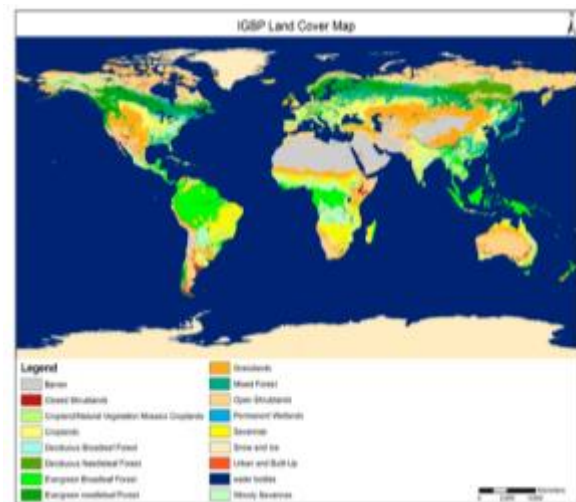 IGBP Land Cover Map
Legend
Barren
Closed Shrublands
Cropland/Natural Vegetation Mosaics Croplands
Croplands
Deciduous Broadleaf Forest
Deciduous Needleleaf Forest
Evergreen Broadleaf Forest
Evergreen needleleaf Forest
Grasslands
Mixed Forest
Open Shrublands
Permanent Wetlands
Savannas
Snow and Ice
Urban and Built Up
water bodies
Woody Savannas